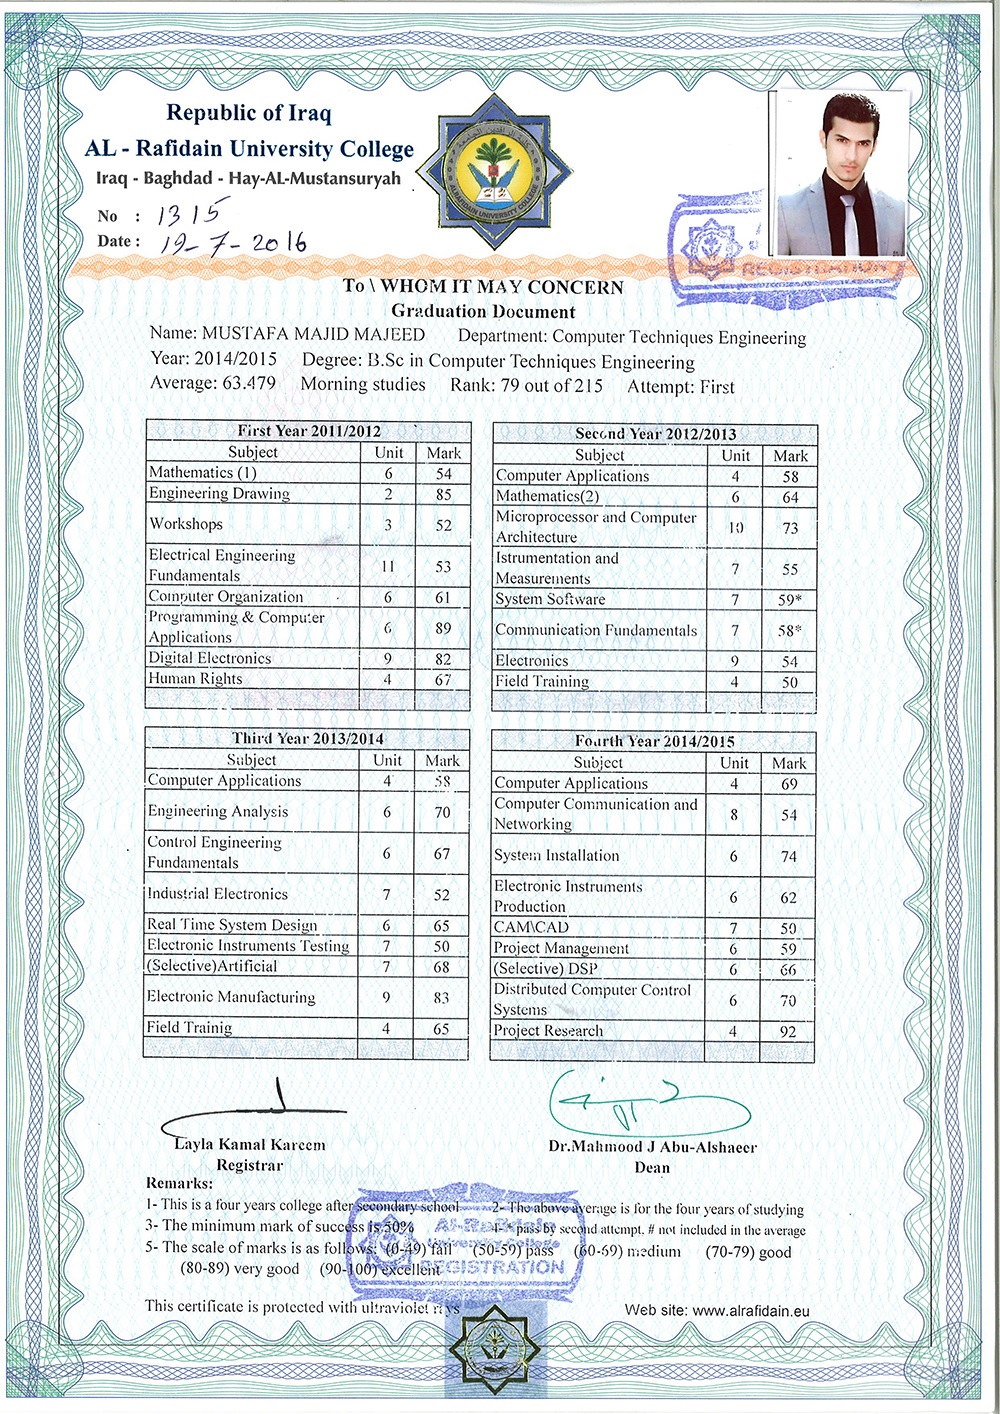 Republic of Iraq
AL - Rafidain University College
Iraq - Baghdad - Hay-AL-Mustansuryah
No : 1315
Date : 19-7-2016
ALRAFIDAIN UNIVERSITY COLLEGE
REGISTRATION
To \ WHOM IT MAY CONCERN
Graduation Document
Name: MUSTAFA MAJID MAJEED Department: Computer Techniques Engineering
Year: 2014/2015 Degree: B.Sc in Computer Techniques Engineering
Average: 63.479 Morning studies Rank: 79 out of 215 Attempt: First
First Year 2011/2012
Subject Unit Mark
Mathematics (1) 6 54
Engineering Drawing 2 85
Workshops 3 52
Electrical Engineering
Fundamentals 11 53
Computer Organization 6 61
Programming & Computer
Applications 6 89
Digital Electronics 9 82
Human Rights 4 67
Second Year 2012/2013
Subject Unit Mark
Computer Applications 4 58
Mathematics(2) 6 64
Microprocessor and Computer
Architecture 10 73
Istrumentation and
Measurements 7 55
System Software 7 59*
Communication Fundamentals 7 58*
Electronics 9 54
Field Training 4 50
Third Year 2013/2014
Subject Unit Mark
Computer Applications 4 58
Engineering Analysis 6 70
Control Engineering
Fundamentals 6 67
Industrial Electronics 7 52
Real Time System Design 6 65
Electronic Instruments Testing 7 50
(Selective)Artificial 7 68
Electronic Manufacturing 9 83
Field Trainig 4 65
Fourth Year 2014/2015
Subject Unit Mark
Computer Applications 4 69
Computer Communication and
Networking 8 54
System Installation 6 74
Electronic Instruments
Production 6 62
CAM\CAD 7 50
Project Management 6 59
(Selective) DSP 6 66
Distributed Computer Control
Systems 6 70
Project Research 4 92
Layla Kamal Kareem
Registrar
Dr.Mahmood J Abu-Alshaeer
Dean
Remarks:
1- This is a four years college after secondary school 2- The above average is for the four years of studying
3- The minimum mark of success is 50% 4-* pass by second attempt, # not included in the average
5- The scale of marks is as follows: (0-49) fail (50-59) pass (60-69) medium (70-79) good
(80-89) very good (90-100) excellent
Al-Rafidain
University College
REGISTRATION
This certificate is protected with ultraviolet rays
Web site: www.alrafidain.eu